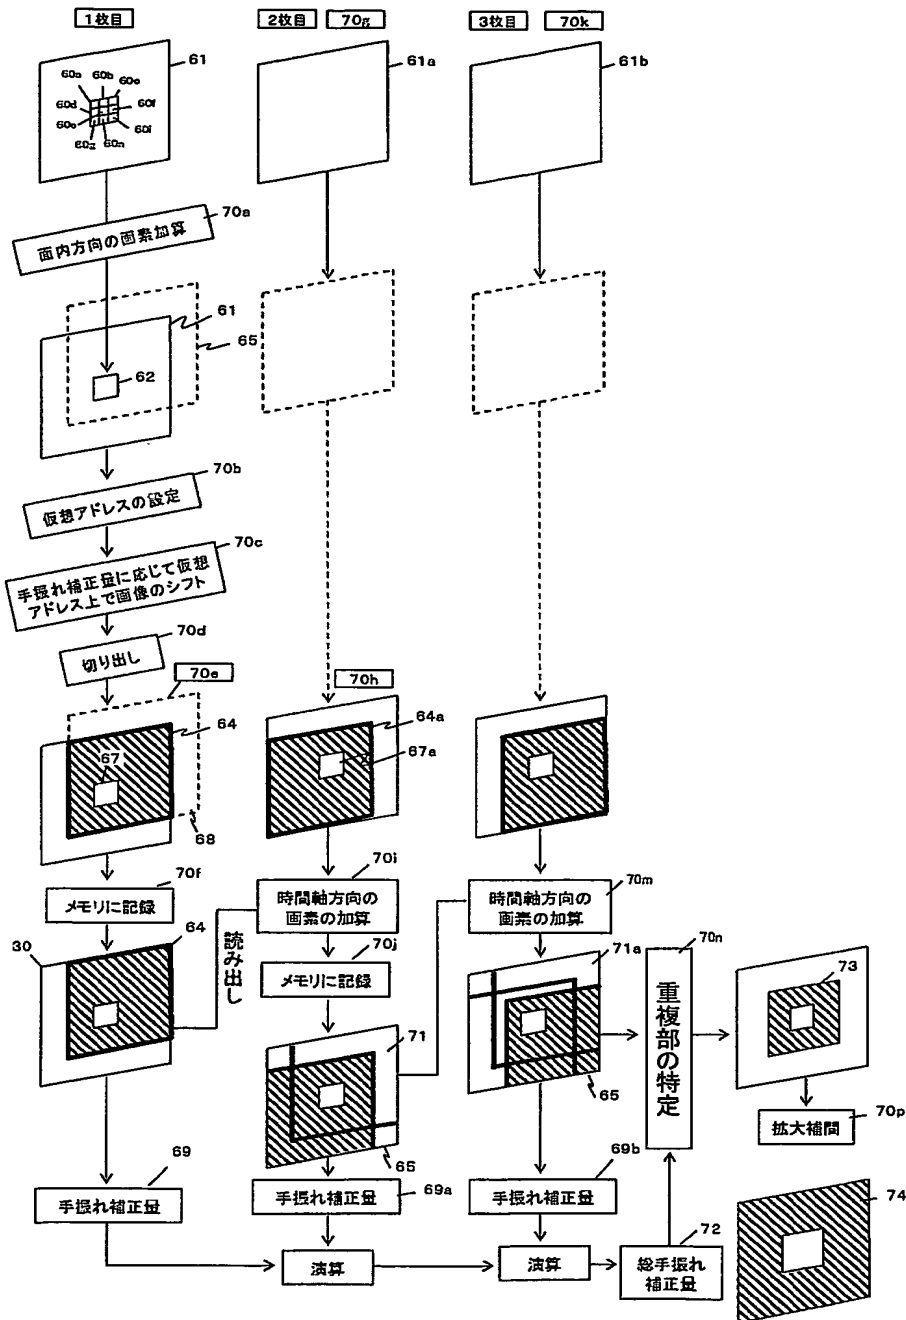 1枚目
2枚目
70g
3枚目
70k
61
61a
61b
60a
60b
60c
60d
60f
60e
60i
60g
60h
70a
面内方向の画素加算
61
65
62
70b
仮想アドレスの設定
70c
手振れ補正量に応じて仮想
アドレス上で画像のシフト
70d
切り出し
70e
70h
64
64a
67
67a
68
70f
メモリに記録
70i
時間軸方向の
画素の加算
70m
時間軸方向の
画素の加算
30
64
読み出し
70j
メモリに記録
71a
70n
重複部の特定
73
71
65
65
拡大補間
70p
69
手振れ補正量
手振れ補正量
69a
69b
手振れ補正量
演算
演算
72
総手振れ
補正量
74